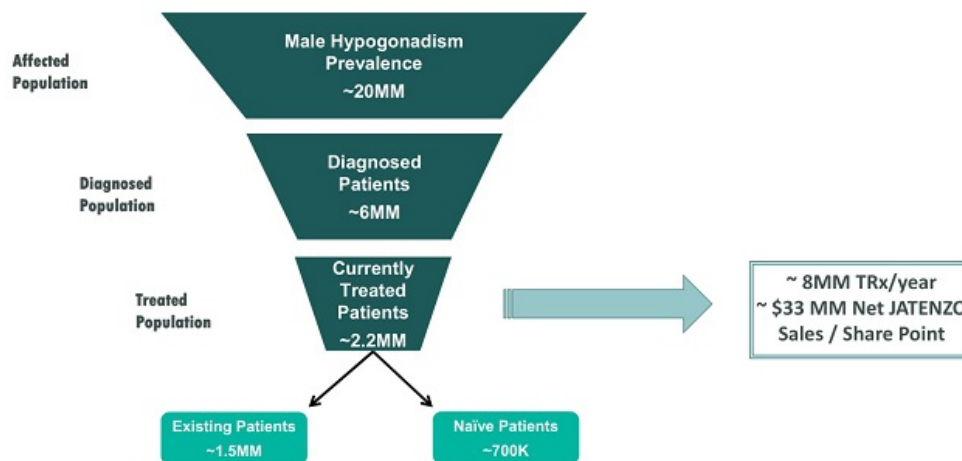 Affected
Population
Male Hypogonadism
Prevalence
~20MM
Diagnosed
Population
Diagnosed
Patients
~6MM
Treated
Population
Currently
Treated
Patients
~2.2MM
~ 8MM TRx/year
~ $33 MM Net JATENZO
Sales / Share Point
Existing Patients
~1.5MM
Naïve Patients
~700K